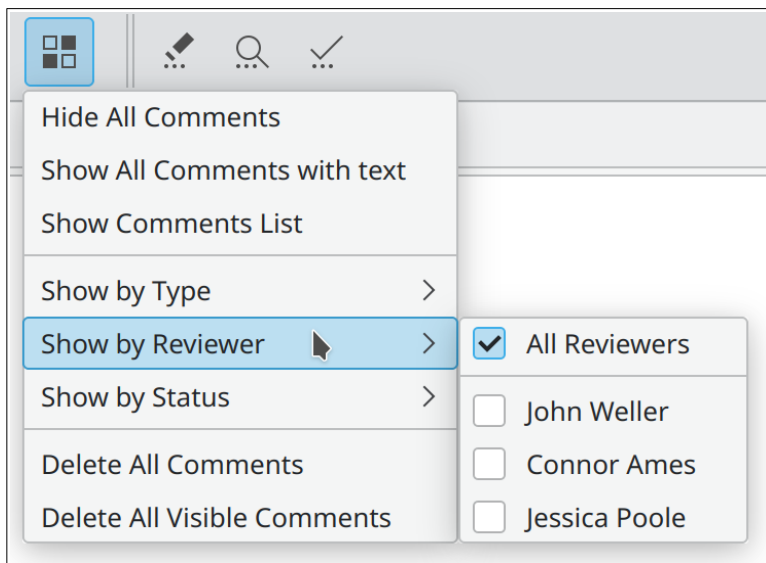 Hide All Comments
Show All Comments with text
Show Comments List
Show by Type
Show by Reviewer
Show by Status
Delete All Comments
Delete All Visible Comments
All Reviewers
John Weller
Connor Ames
Jessica Poole